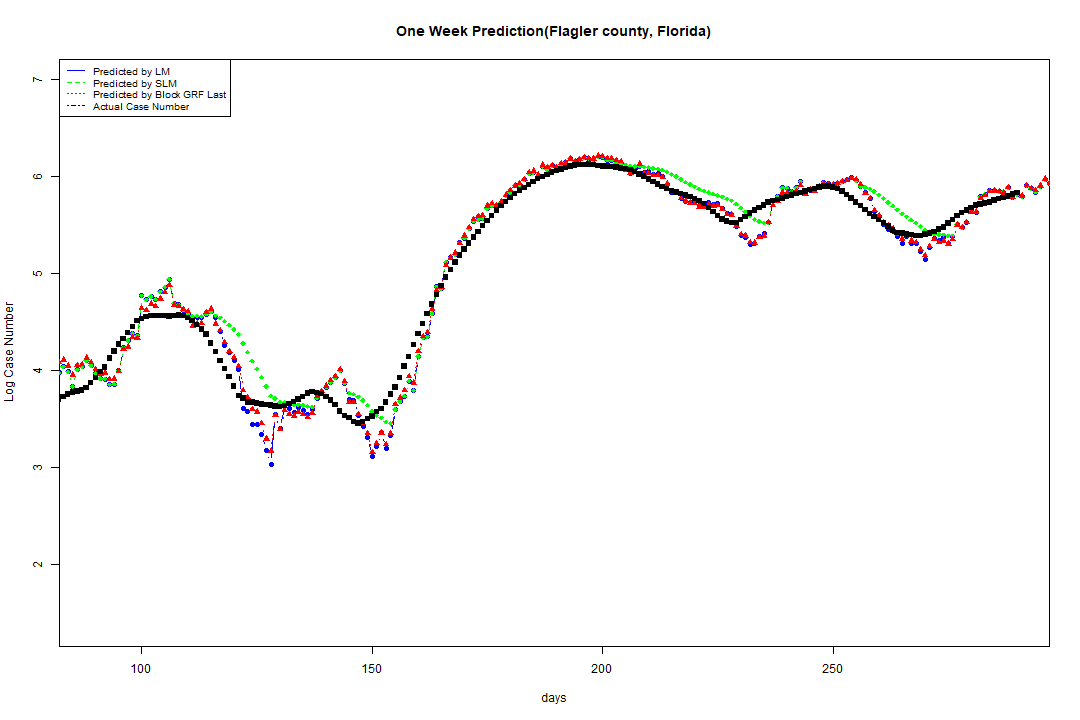 One Week Prediction(Flagler county, Florida)
Predicted by LM
Predicted by SLM
Predicted by Block GRF Last
Actual Case Number
7
6
5
4
3
2
Log Case Number
100 150 200 250
days